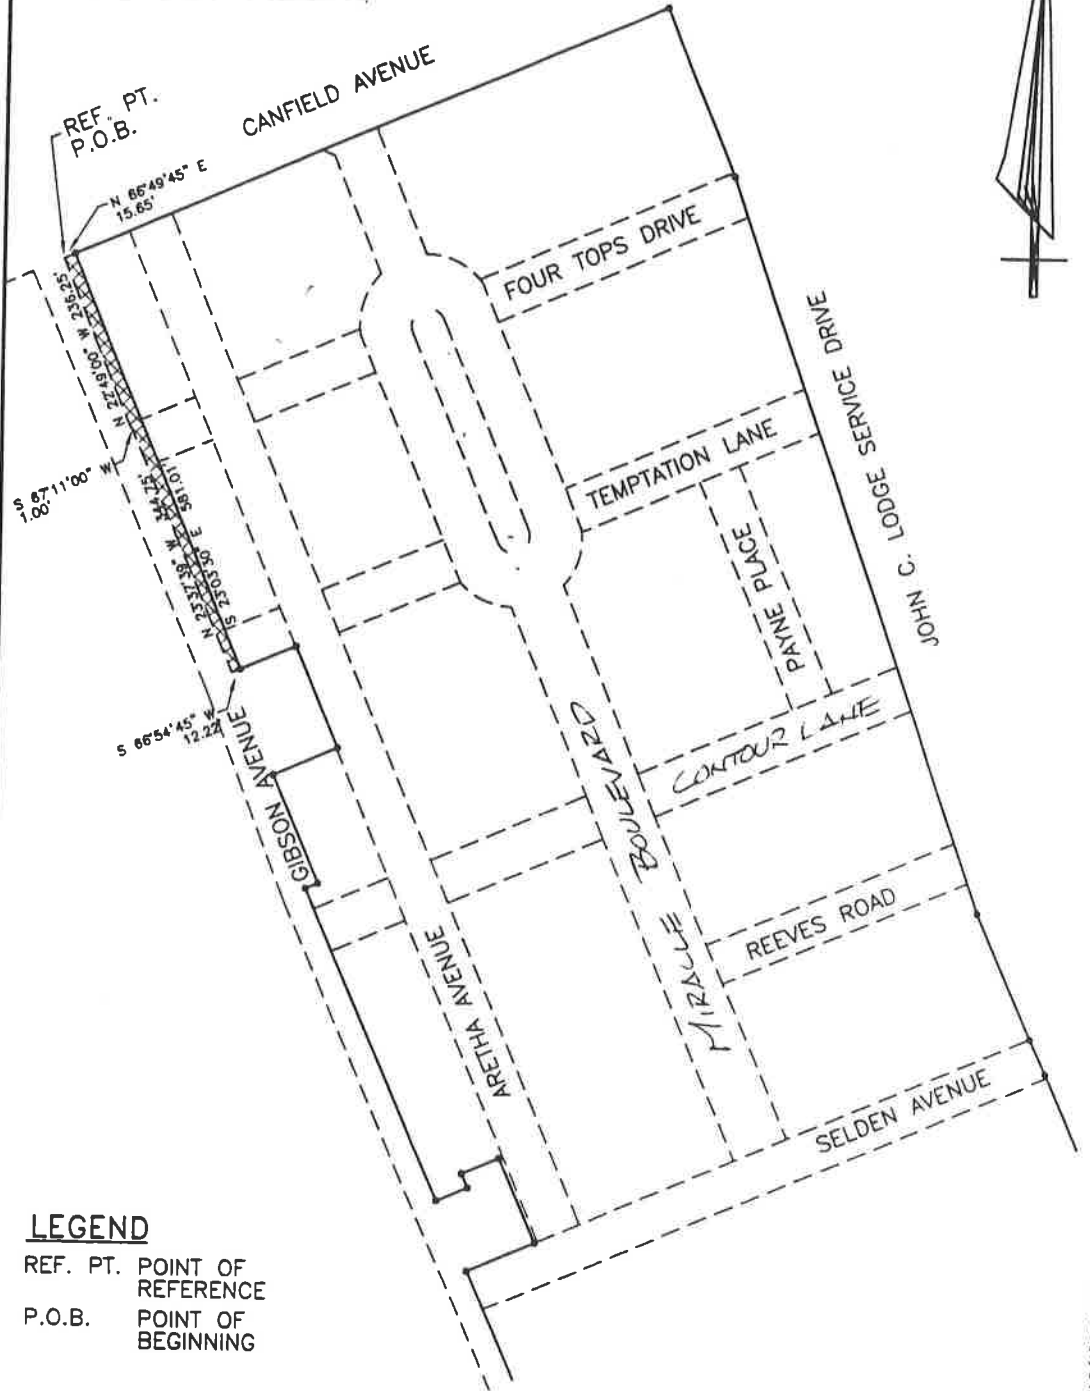 CANFIELD AVENUE
REF. PT.
P.O.B.
N 66°49'45" E
15.65'
FOUR TOPS DRIVE
N 22°49'00" W 236.25'
S 67°11'00" W
1.00'
JOHN C. LODGE SERVICE DRIVE
TEMPTATION LANE
N 23°37'39" W 344.25'
S 23°03'30" E 581.01'
PAYNE PLACE
S 66°54'45" W
12.22'
GIBSON AVENUE
CONTOUR LANE
MIRACLE BOULEVARD
REEVES ROAD
ARETHA AVENUE
SELDEN AVENUE
LEGEND
REF. PT. POINT OF
REFERENCE
P.O.B. POINT OF
BEGINNING